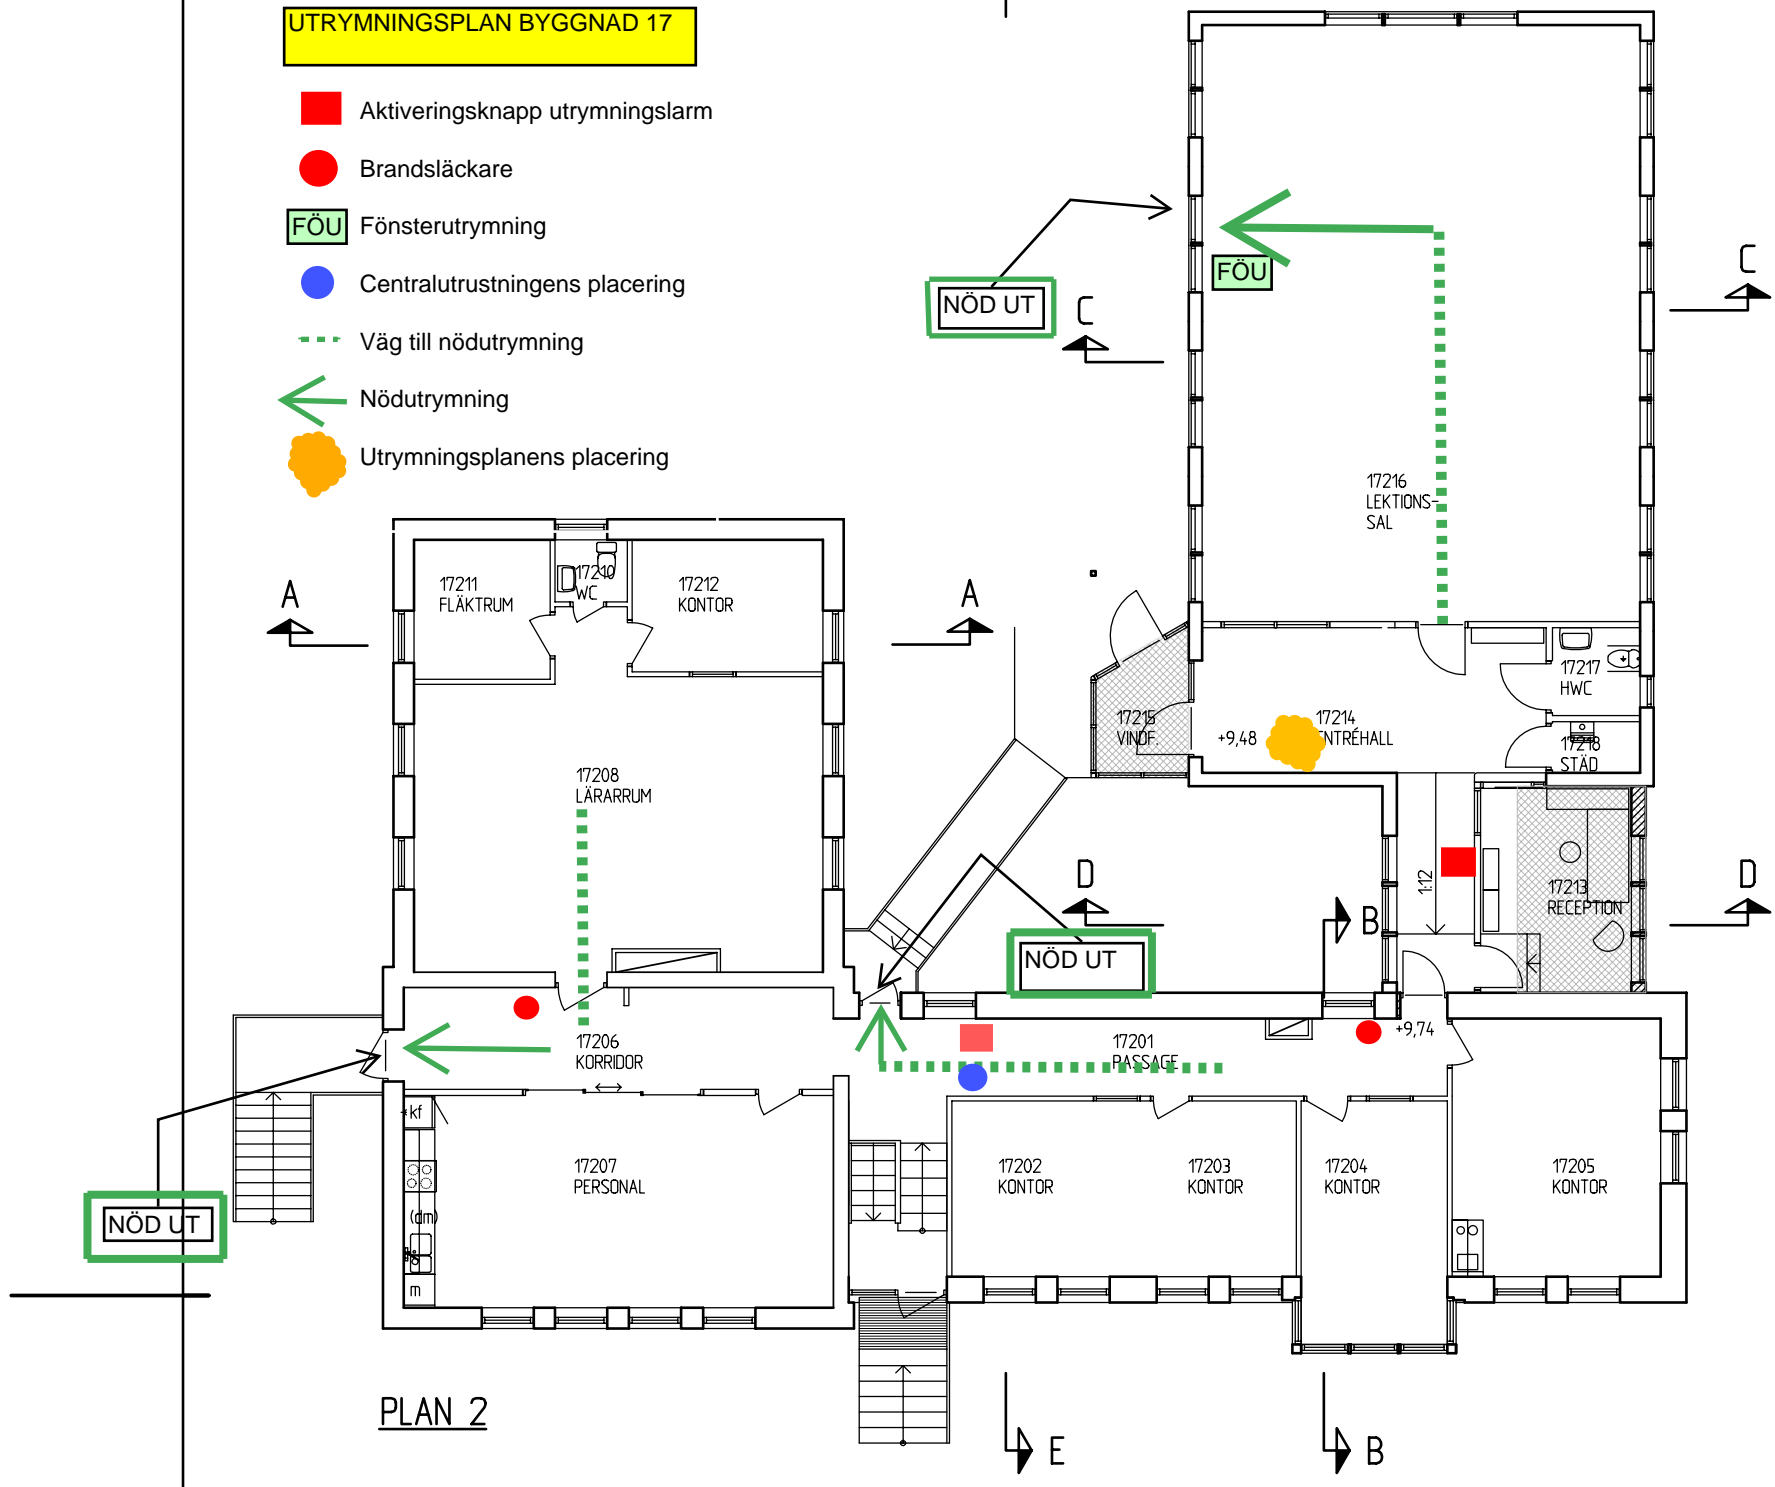 UTRYMNINGSPLAN BYGGNAD 17
Aktiveringsknapp utrymningslarm
Brandsläckare
FÖU Fönsterutrymning
Centralutrustningens placering
Väg till nödutrymning
Nödutrymning
Utrymningsplanens placering
FÖU
NÖD UT
C
C
17216
LEKTIONS-
SAL
A
A
17211
FLÄKTRUM
17210
WC
17212
KONTOR
17217
HWC
17215
VINDF.
+9,48
17214
ENTRÉHALL
17218
STÄD
17208
LÄRARRUM
D
D
1:12
17213
RECEPTION
B
NÖD UT
17206
KORRIDOR
17201
PASSAGE
+9,74
kf
17207
PERSONAL
17202
KONTOR
17203
KONTOR
17204
KONTOR
17205
KONTOR
(dm)
NÖD UT
m
PLAN 2
E
B